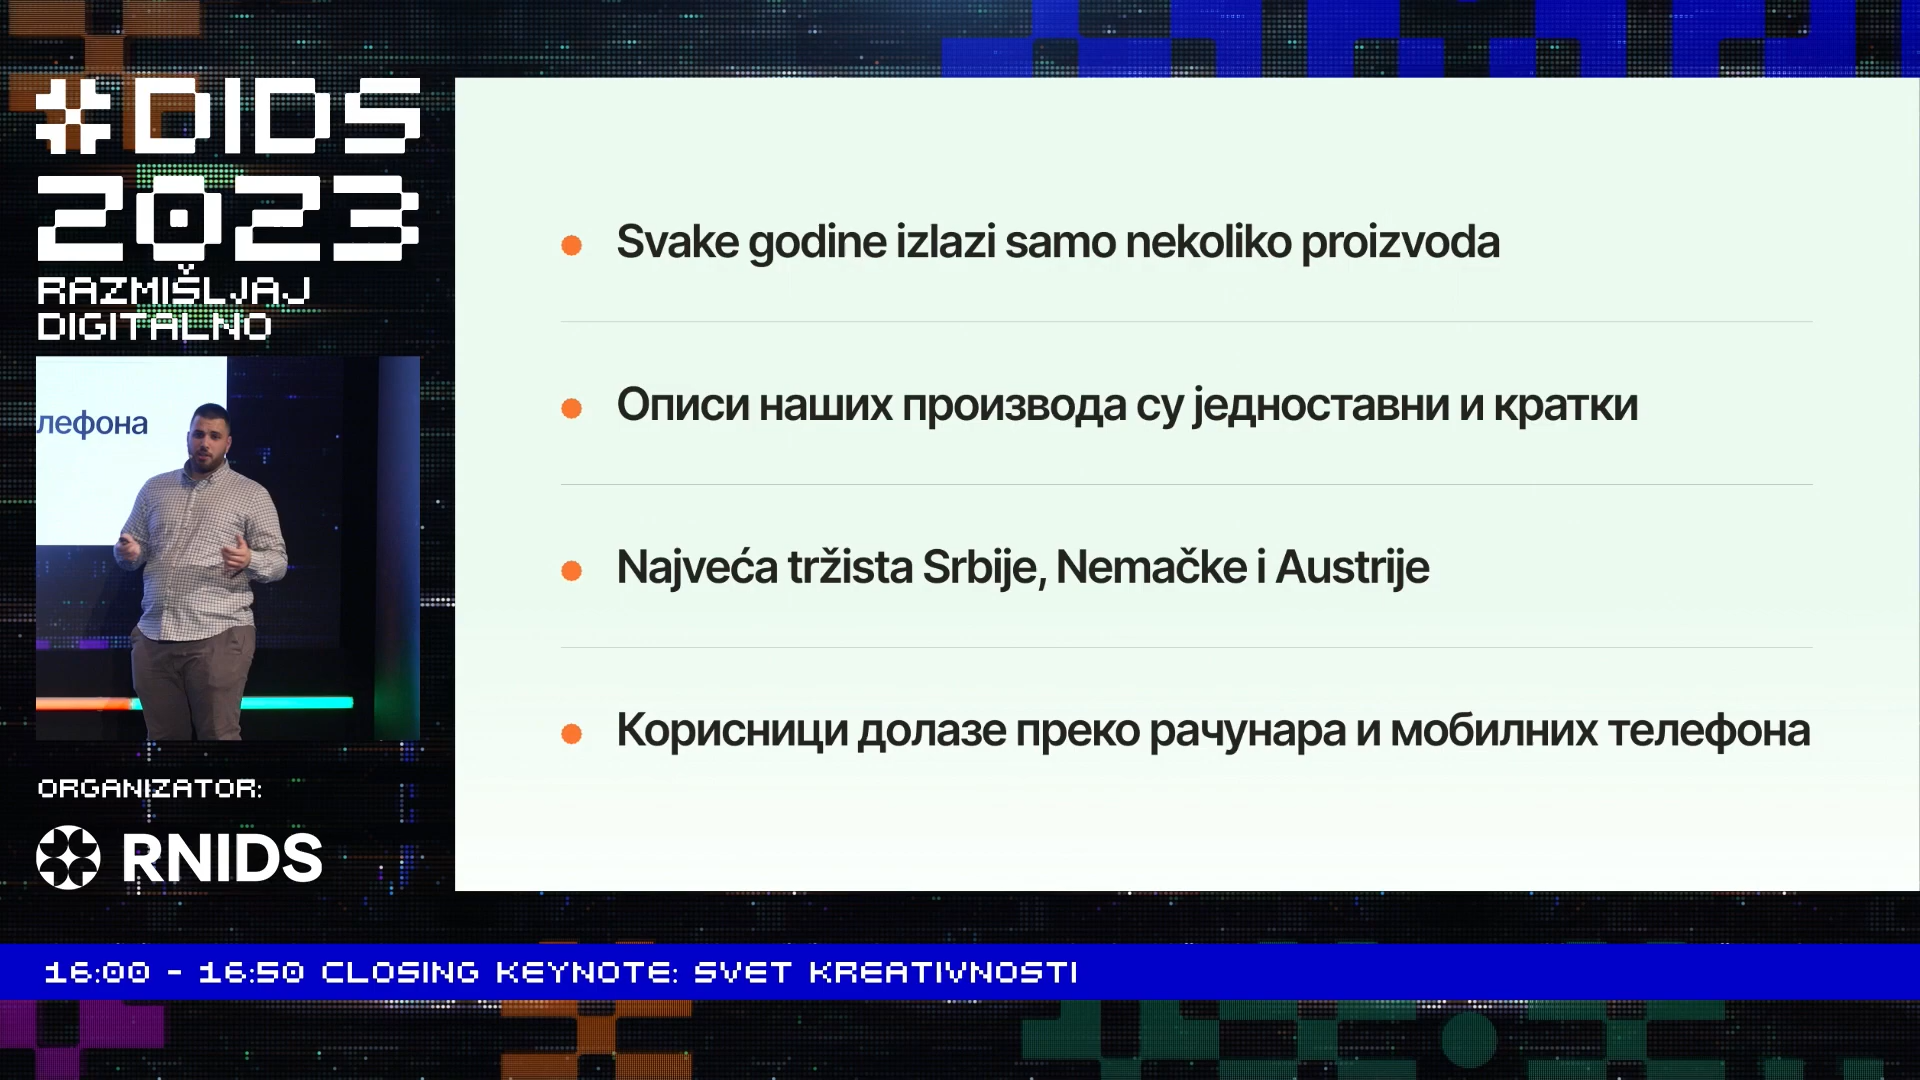 #DIDS
2023
RAZMIŠLJAJ
DIGITALNO
лефона
ORGANIZATOR:
RNIDS
Svake godine izlazi samo nekoliko proizvoda
Описи наших производа су једноставни и кратки
Najveća tržista Srbije, Nemačke i Austrije
Корисници долазе преко рачунара и мобилних телефона
16:00 - 16:50 CLOSING KEYNOTE: SVET KREATIVNOSTI